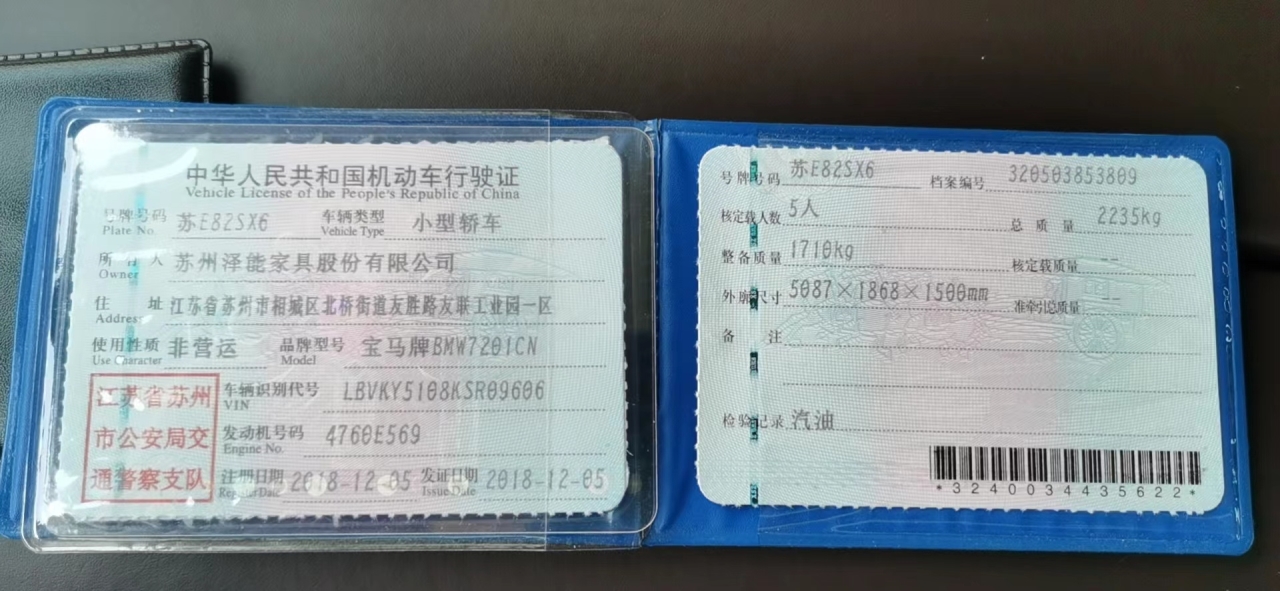 中华人民共和国机动车行驶证
Vehicle License of the People's Republic of China
号牌号码 苏E82SX6 车辆类型 小型轿车
Plate No. Vehicle Type
所有人 苏州泽能家具股份有限公司
Owner
住址 江苏省苏州市相城区北桥街道友胜路友联工业园一区
Address
使用性质 非营运 品牌型号 宝马牌BMW7201CN
Use Character Model
江苏省苏州
市公安局交
通警察支队
车辆识别代号 LBVKY5108KSR09606
VIN
发动机号码 4760E569
Engine No.
注册日期 2018-12-05 发证日期 2018-12-05
Register Date Issue Date
号牌号码 苏E82SX6 档案编号 320503853809
核定载人数 5人 总质量 2235kg
整备质量 1710kg 核定载质量 --
外廓尺寸 5087×1868×1500mm 准牵引总质量 --
备注
检验记录 汽油
*3240034435622*